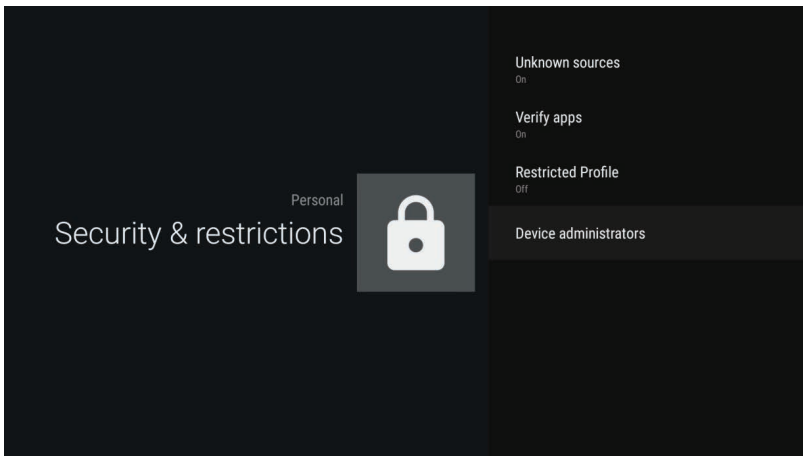 Personal
Security & restrictions
Unknown sources
On
Verify apps
On
Restricted Profile
Off
Device administrators